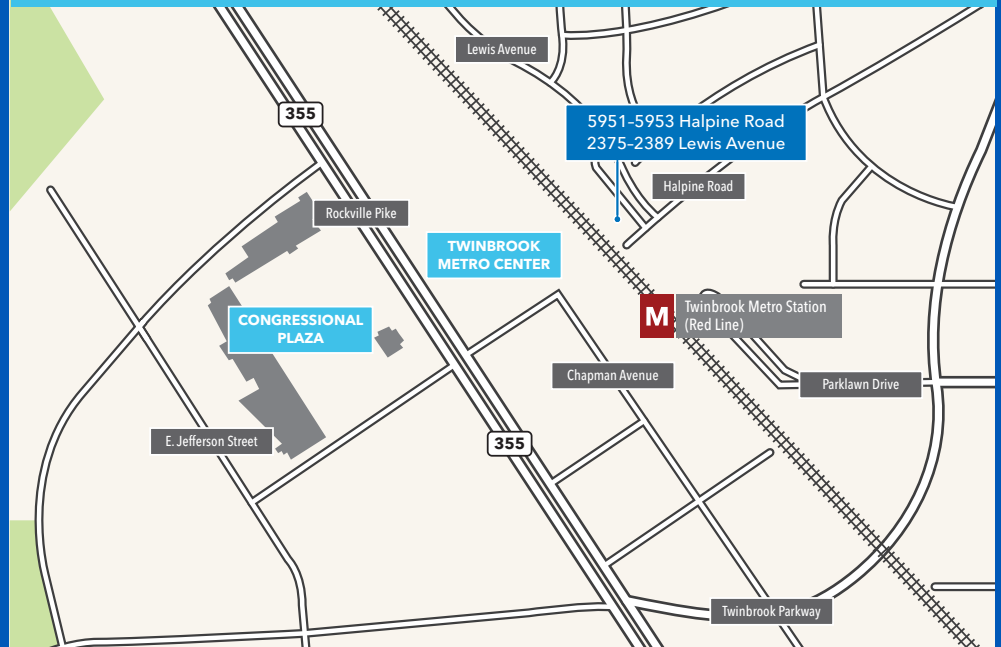 Lewis Avenue
355
5951–5953 Halpine Road
2375–2389 Lewis Avenue
Halpine Road
Rockville Pike
TWINBROOK
METRO CENTER
M
Twinbrook Metro Station
(Red Line)
CONGRESSIONAL
PLAZA
Chapman Avenue
Parklawn Drive
E. Jefferson Street
355
Twinbrook Parkway